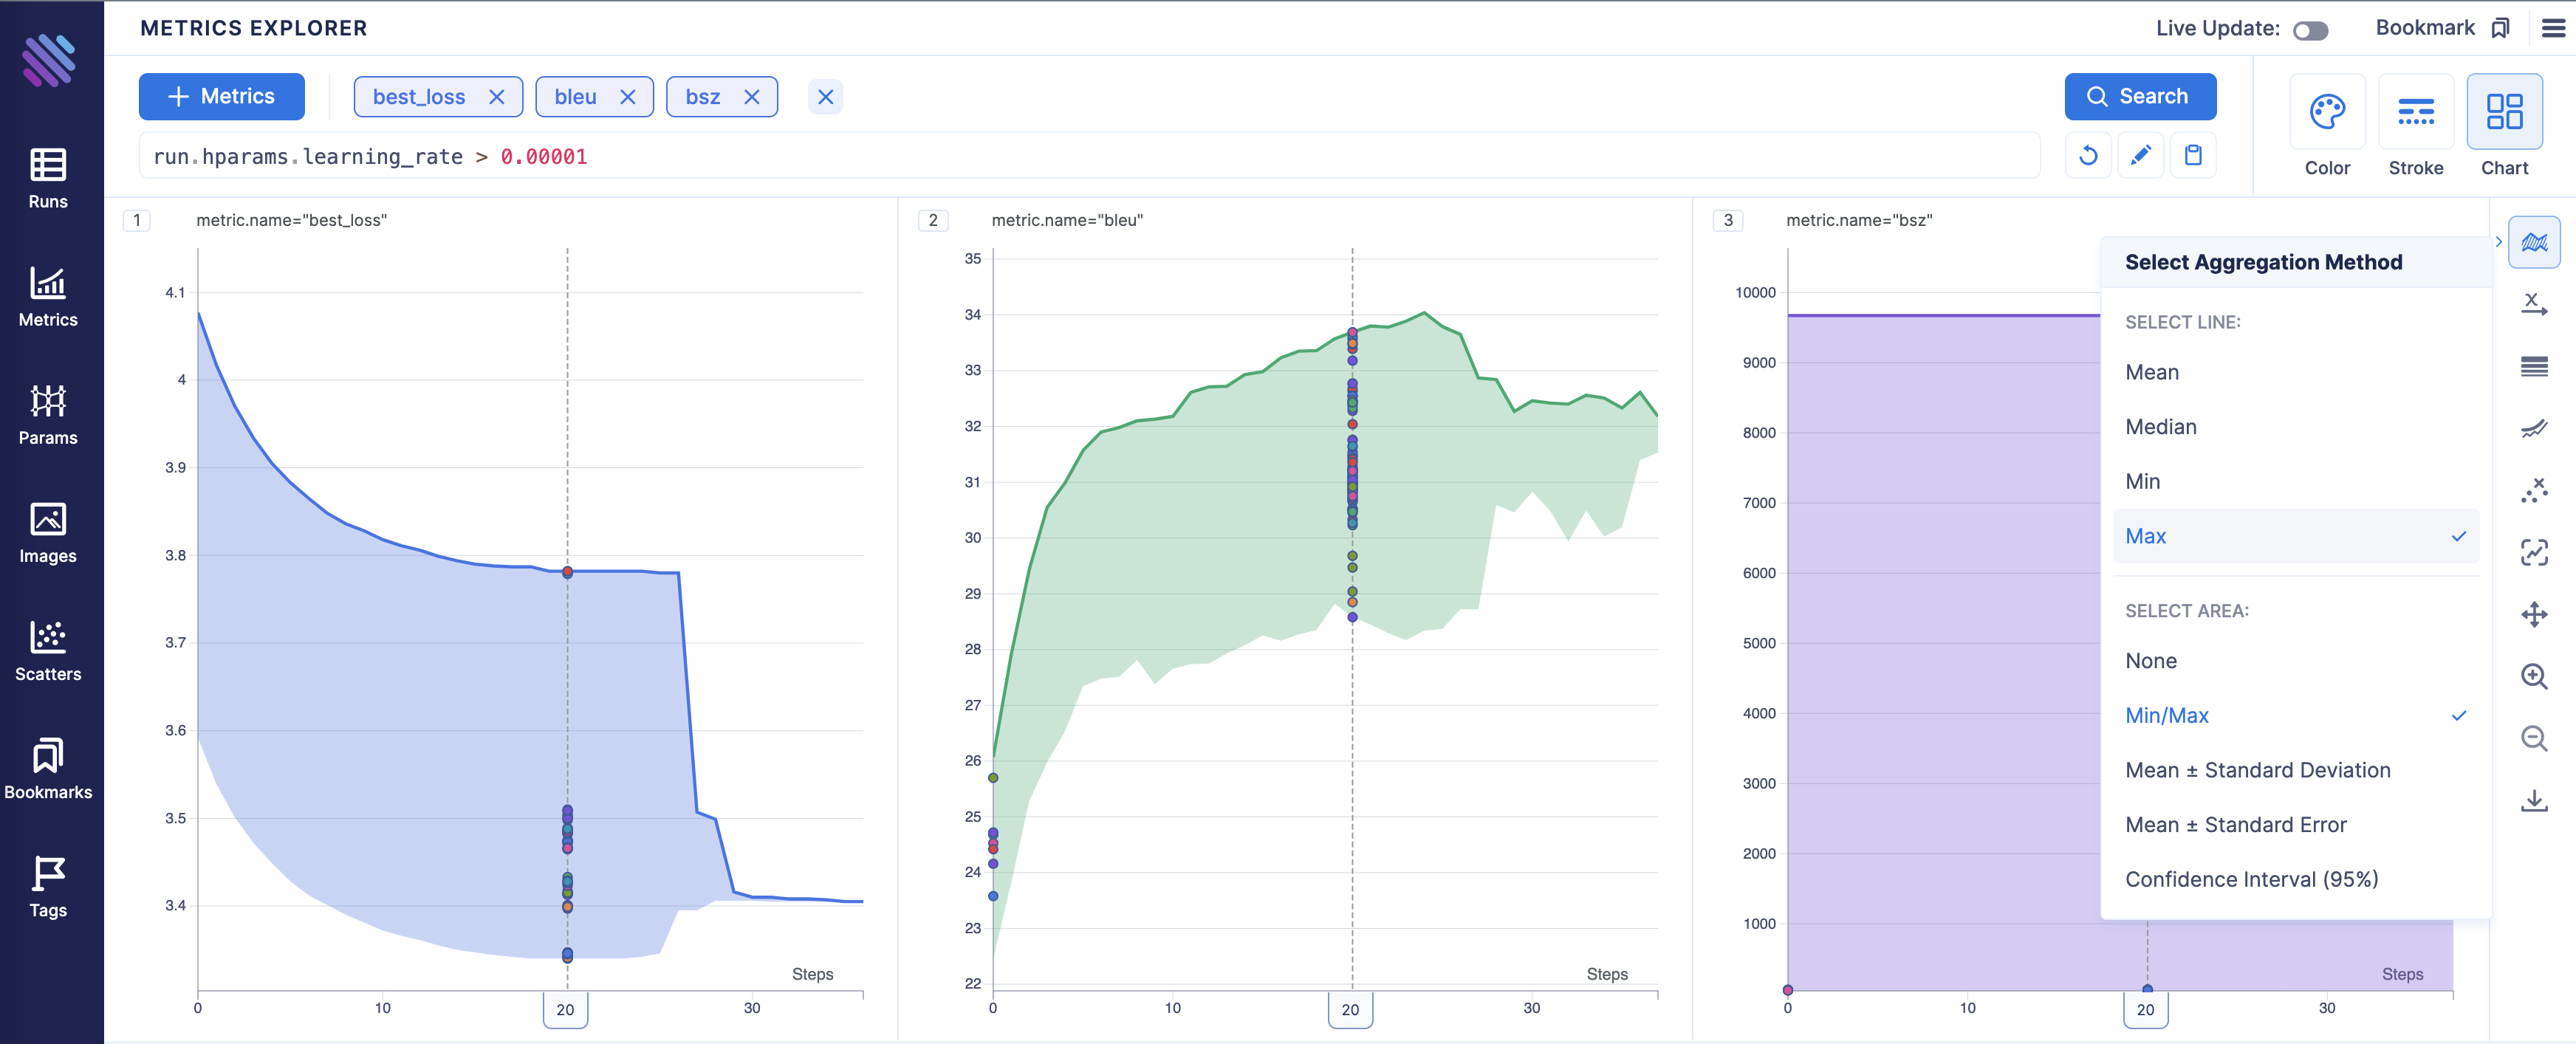 METRICS EXPLORER
Live Update:
Bookmark
Runs
Metrics
Params
Images
Scatters
Bookmarks
Tags
Metrics
best_loss
bleu
bsz
Search
run.hparams.learning_rate > 0.00001
Color
Stroke
Chart
1
metric.name="best_loss"
4.1
4
3.9
3.8
3.7
3.6
3.5
3.4
Steps
0
10
20
30
2
metric.name="bleu"
35
34
33
32
31
30
29
28
27
26
25
24
23
22
Steps
0
10
20
30
3
metric.name="bsz"
10000
9000
8000
7000
6000
5000
4000
3000
2000
1000
Steps
0
10
20
30
Select Aggregation Method
SELECT LINE:
Mean
Median
Min
Max
SELECT AREA:
None
Min/Max
Mean ± Standard Deviation
Mean ± Standard Error
Confidence Interval (95%)